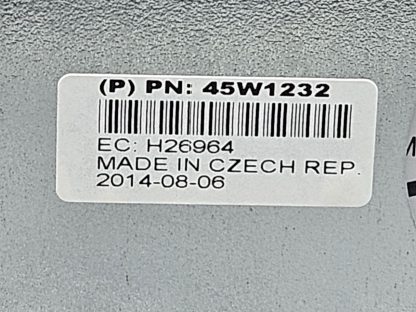 (P) PN: 45W1232
EC: H26964
MADE IN CZECH REP.
2014-08-06